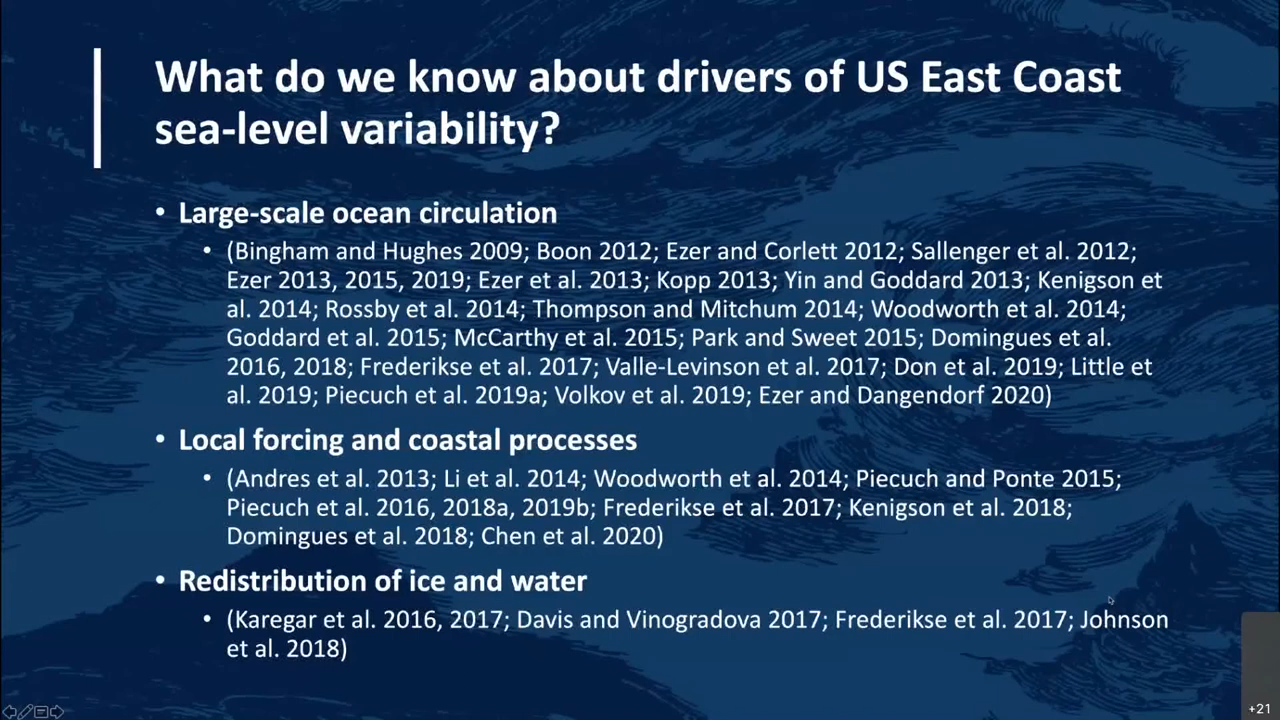 What do we know about drivers of US East Coast
sea-level variability?
• Large-scale ocean circulation
• (Bingham and Hughes 2009; Boon 2012; Ezer and Corlett 2012; Sallenger et al. 2012;
Ezer 2013, 2015, 2019; Ezer et al. 2013; Kopp 2013; Yin and Goddard 2013; Kenigson et
al. 2014; Rossby et al. 2014; Thompson and Mitchum 2014; Woodworth et al. 2014;
Goddard et al. 2015; McCarthy et al. 2015; Park and Sweet 2015; Domingues et al.
2016, 2018; Frederikse et al. 2017; Valle-Levinson et al. 2017; Don et al. 2019; Little et
al. 2019; Piecuch et al. 2019a; Volkov et al. 2019; Ezer and Dangendorf 2020)
• Local forcing and coastal processes
• (Andres et al. 2013; Li et al. 2014; Woodworth et al. 2014; Piecuch and Ponte 2015;
Piecuch et al. 2016, 2018a, 2019b; Frederikse et al. 2017; Kenigson et al. 2018;
Domingues et al. 2018; Chen et al. 2020)
• Redistribution of ice and water
• (Karegar et al. 2016, 2017; Davis and Vinogradova 2017; Frederikse et al. 2017; Johnson
et al. 2018)
+21